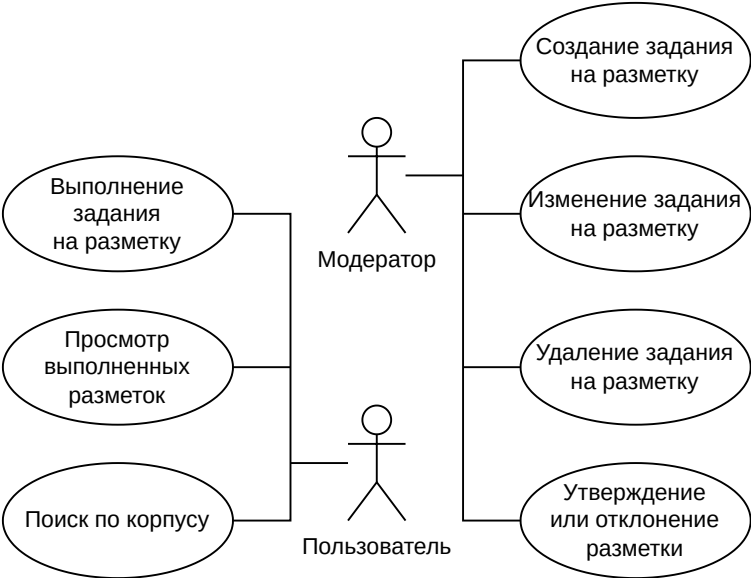 Создание задания
на разметку
Выполнение
задания
на разметку
Изменение задания
на разметку
Модератор
Просмотр
выполненных
разметок
Удаление задания
на разметку
Поиск по корпусу
Утверждение
или отклонение
разметки
Пользователь